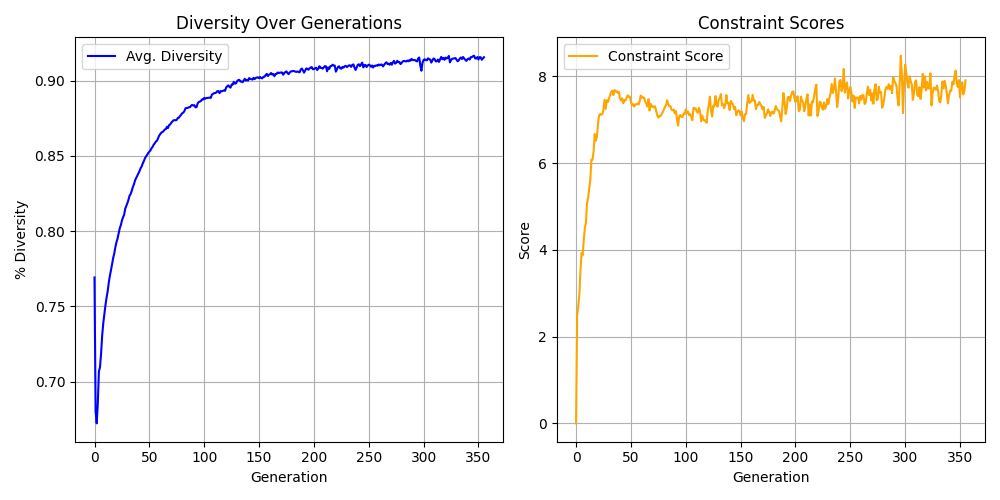 Diversity Over Generations
Avg. Diversity
% Diversity
0.90
0.85
0.80
0.75
0.70
0 50 100 150 200 250 300 350
Generation
Constraint Scores
Constraint Score
Score
8
6
4
2
0
0 50 100 150 200 250 300 350
Generation